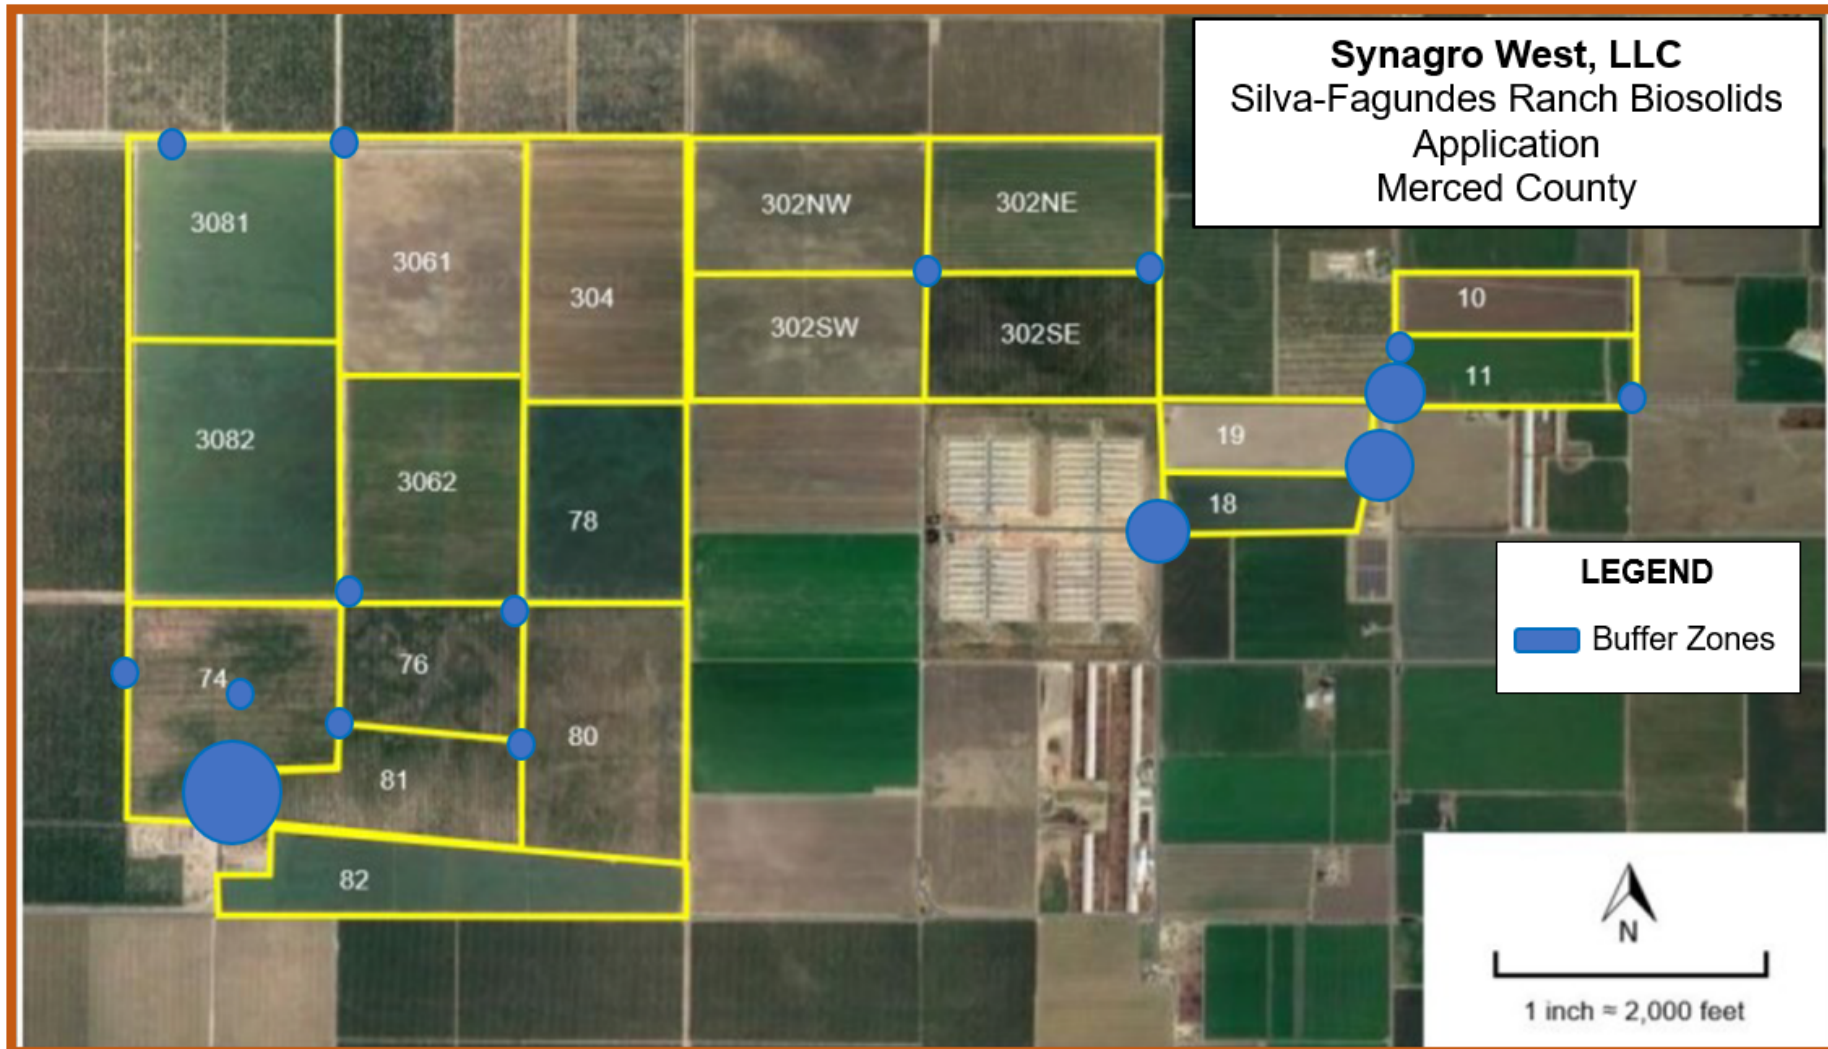 Synagro West, LLC
Silva-Fagundes Ranch Biosolids
Application
Merced County
3081
3061
304
302NW
302NE
302SW
302SE
10
11
3082
3062
78
19
18
74
76
80
81
82
LEGEND
Buffer Zones
N
1 inch ≈ 2,000 feet